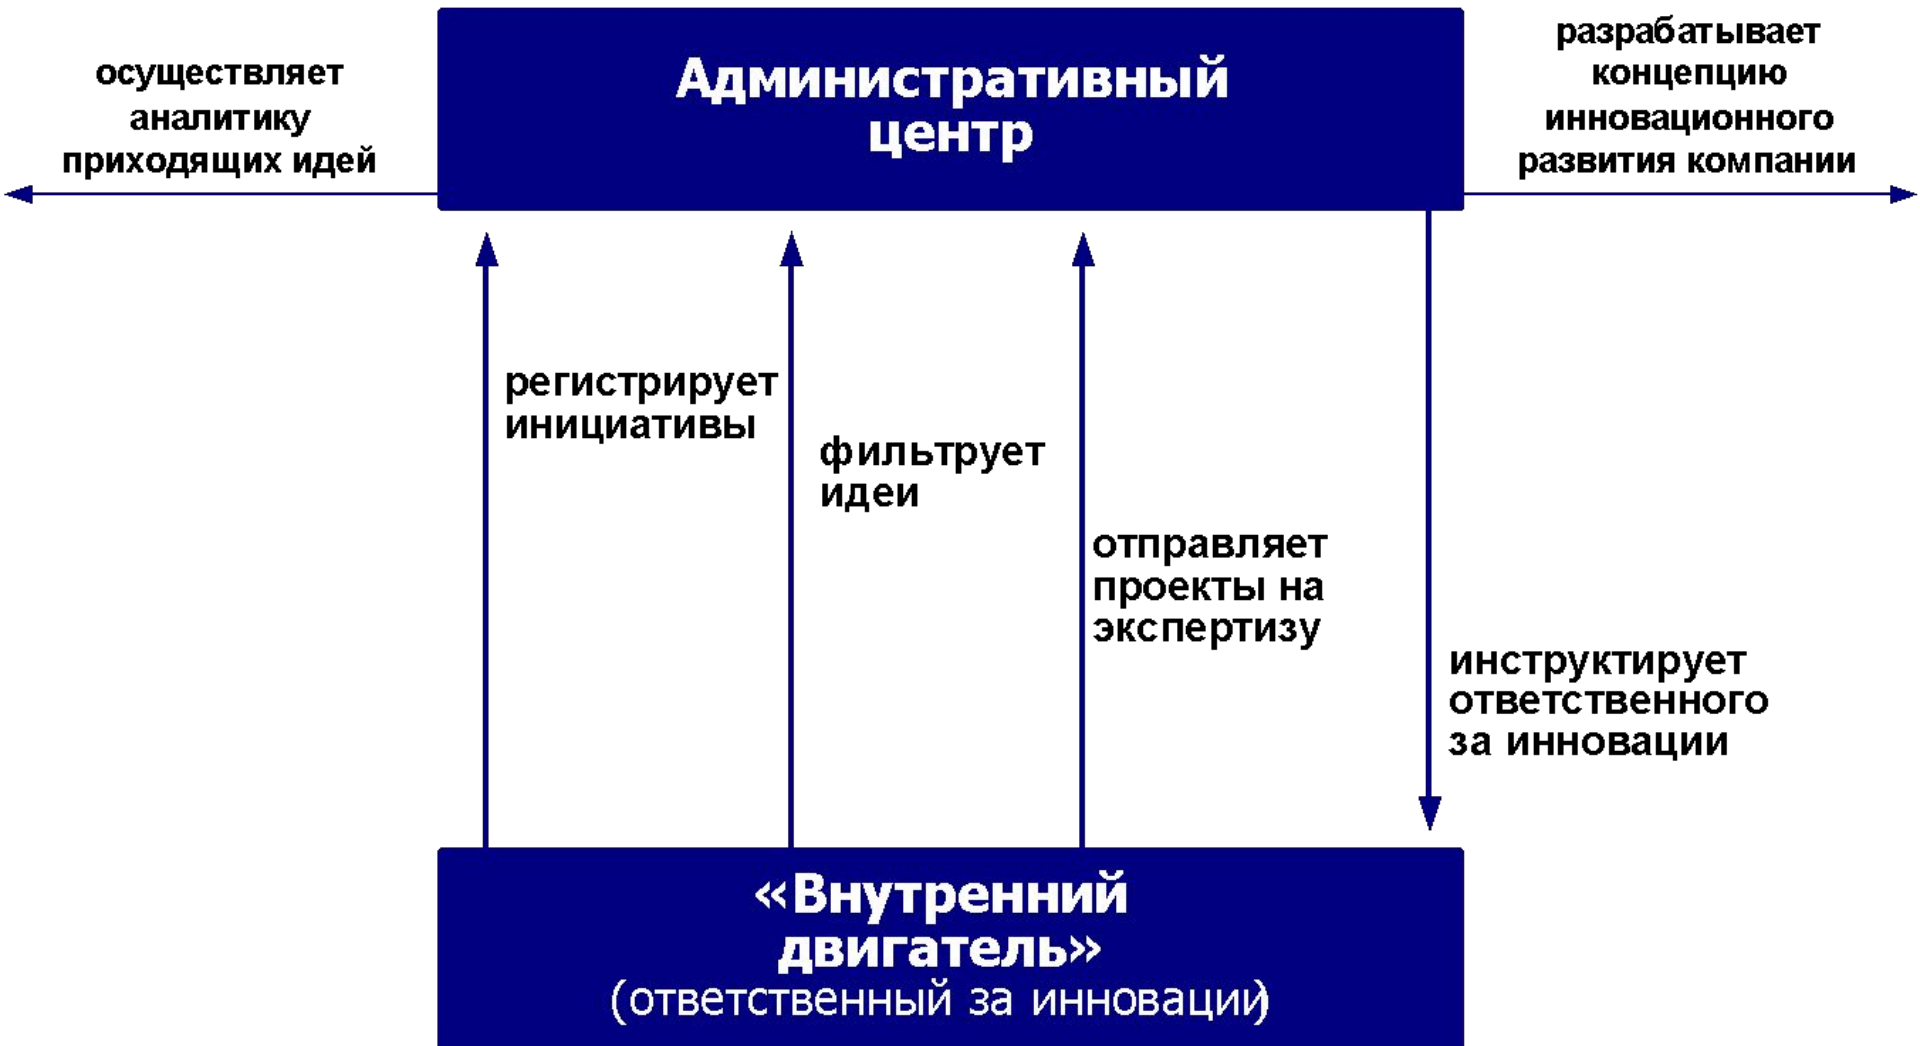 осуществляет
аналитику
приходящих идей
Административный
центр
разрабатывает
концепцию
инновационного
развития компании
регистрирует
инициативы
фильтрует
идеи
отправляет
проекты на
экспертизу
инструктирует
ответственного
за инновации
«Внутренний
двигатель»
(ответственный за инновации)